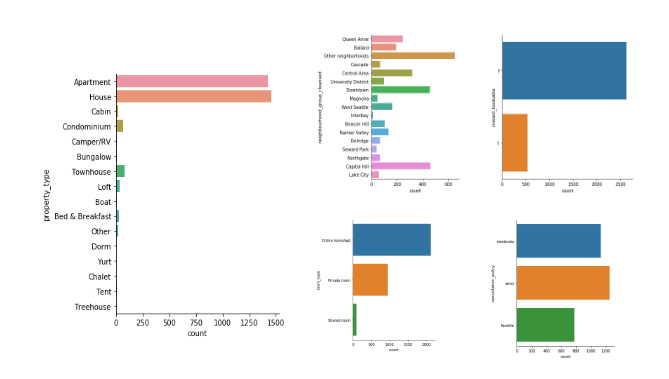 property_type
Apartment
House
Cabin
Condominium
Camper/RV
Bungalow
Townhouse
Loft
Boat
Bed & Breakfast
Other
Dorm
Yurt
Chalet
Tent
Treehouse
0 250 500 750 1000 1250 1500
count
neighbourhood_group_cleansed
Queen Anne
Ballard
Other neighborhoods
Cascade
Central Area
University District
Downtown
Magnolia
West Seattle
Interbay
Beacon Hill
Rainier Valley
Delridge
Seward Park
Northgate
Capitol Hill
Lake City
0 200 400 600
count
instant_bookable
f
t
0 500 1000 1500 2000 2500
count
room_type
Entire home/apt
Private room
Shared room
0 500 1000 1500 2000
count
cancellation_policy
moderate
strict
flexible
0 200 400 600 800 1000 1200
count